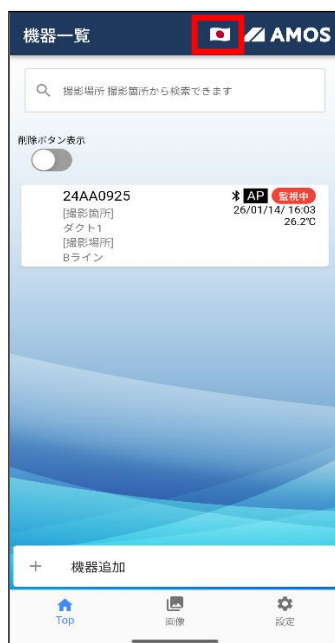 機器一覧
AMOS
撮影場所 撮影箇所から検索できます
削除ボタン表示
24AA0925
AP 監視中
[撮影箇所]
26/01/14/ 16:03
ダクト1
26.2℃
[撮影場所]
Bライン
+ 機器追加
Top
画像
設定